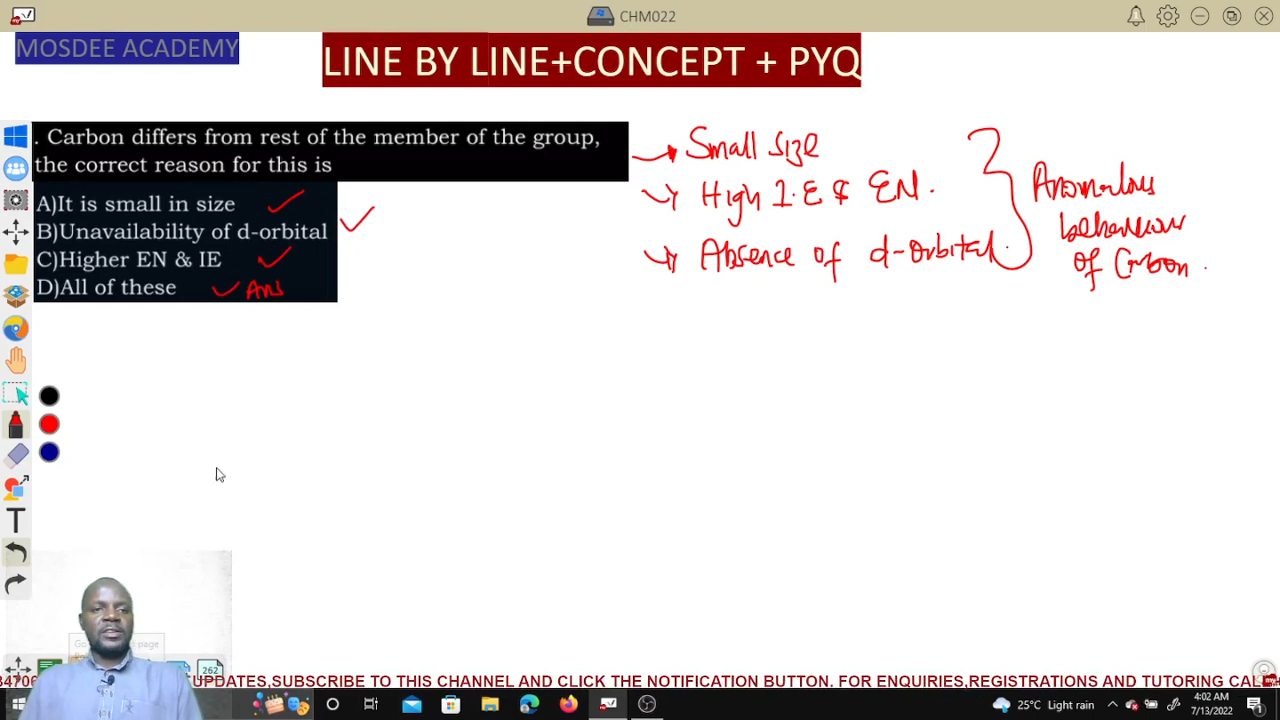 CHM022
MOSDEE ACADEMY
LINE BY LINE+CONCEPT + PYQ
. Carbon differs from rest of the member of the group,
the correct reason for this is
A)It is small in size
B)Unavailability of d-orbital
C)Higher EN & IE
D)All of these
Ans
Small size
High I.E & EN.
Absence of d-orbital.
Anomalous
behaviour
of Carbon.
T
262
UPDATES,SUBSCRIBE TO THIS CHANNEL AND CLICK THE NOTIFICATION BUTTON. FOR ENQUIRIES,REGISTRATIONS AND TUTORING CAL
25°C Light rain
4:02 AM
7/13/2022